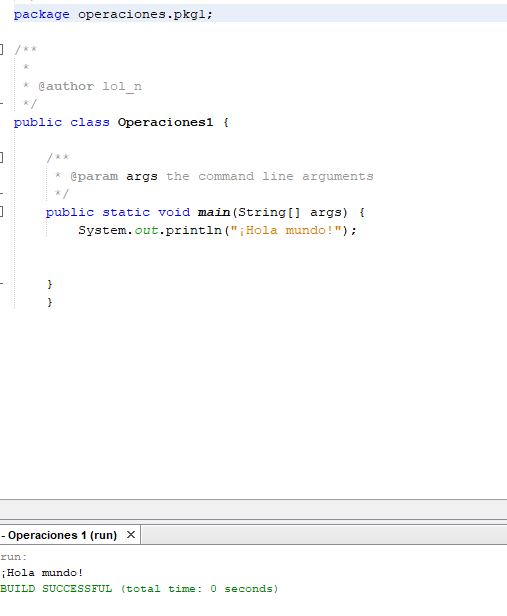 package operaciones.pkg1;
/**
 *
 * @author lol_n
 */
public class Operaciones1 {
    /**
     * @param args the command line arguments
     */
    public static void main(String[] args) {
        System.out.println("¡Hola mundo!");
    }
    }
- Operaciones 1 (run) ×
run:
¡Hola mundo!
BUILD SUCCESSFUL (total time: 0 seconds)